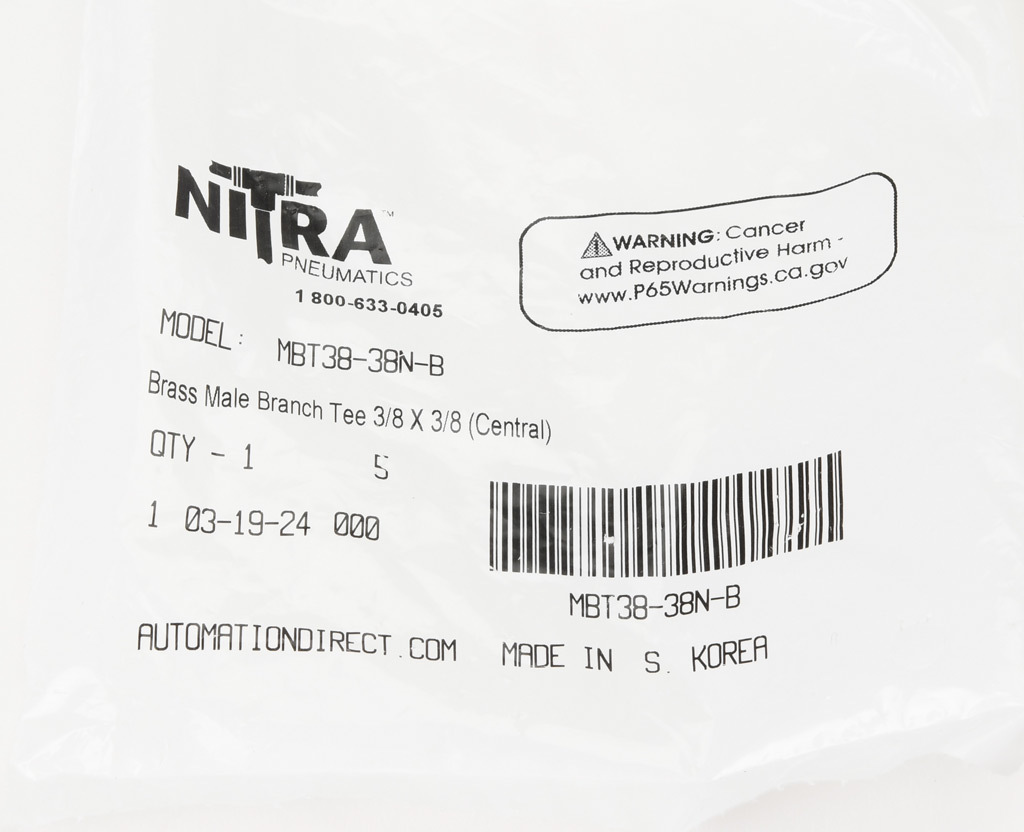 NITRA™
PNEUMATICS
1 800-633-0405
⚠WARNING: Cancer
and Reproductive Harm -
www.P65Warnings.ca.gov
MODEL: MBT38-38N-B
Brass Male Branch Tee 3/8 X 3/8 (Central)
QTY - 1 5
1 03-19-24 000
MBT38-38N-B
AUTOMATIONDIRECT.COM MADE IN S. KOREA